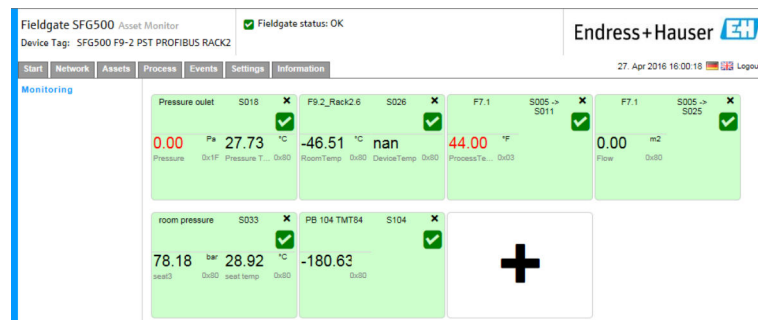 Fieldgate SFG500 Asset Monitor
Device Tag: SFG500 F9-2 PST PROFIBUS RACK2
Fieldgate status: OK
Endress+Hauser EH
Start Network Assets Process Events Settings Information
27. Apr 2016 16:00:18 Logou
Monitoring
Pressure oulet S018
0.00 Pa 27.73 °C
Pressure 0x1F Pressure T... 0x80
F9.2_Rack2.6 S026
-46.51 °C nan
RoomTemp 0x80 DeviceTemp 0x80
F7.1 S005 ->
S011
44.00 °F
ProcessTe... 0x03
F7.1 S005 ->
S025
0.00 m2
Flow 0x80
room pressure S033
78.18 bar 28.92 °C
seat3 0x80 seat temp 0x80
PB 104 TMT84 S104
-180.63
0x80